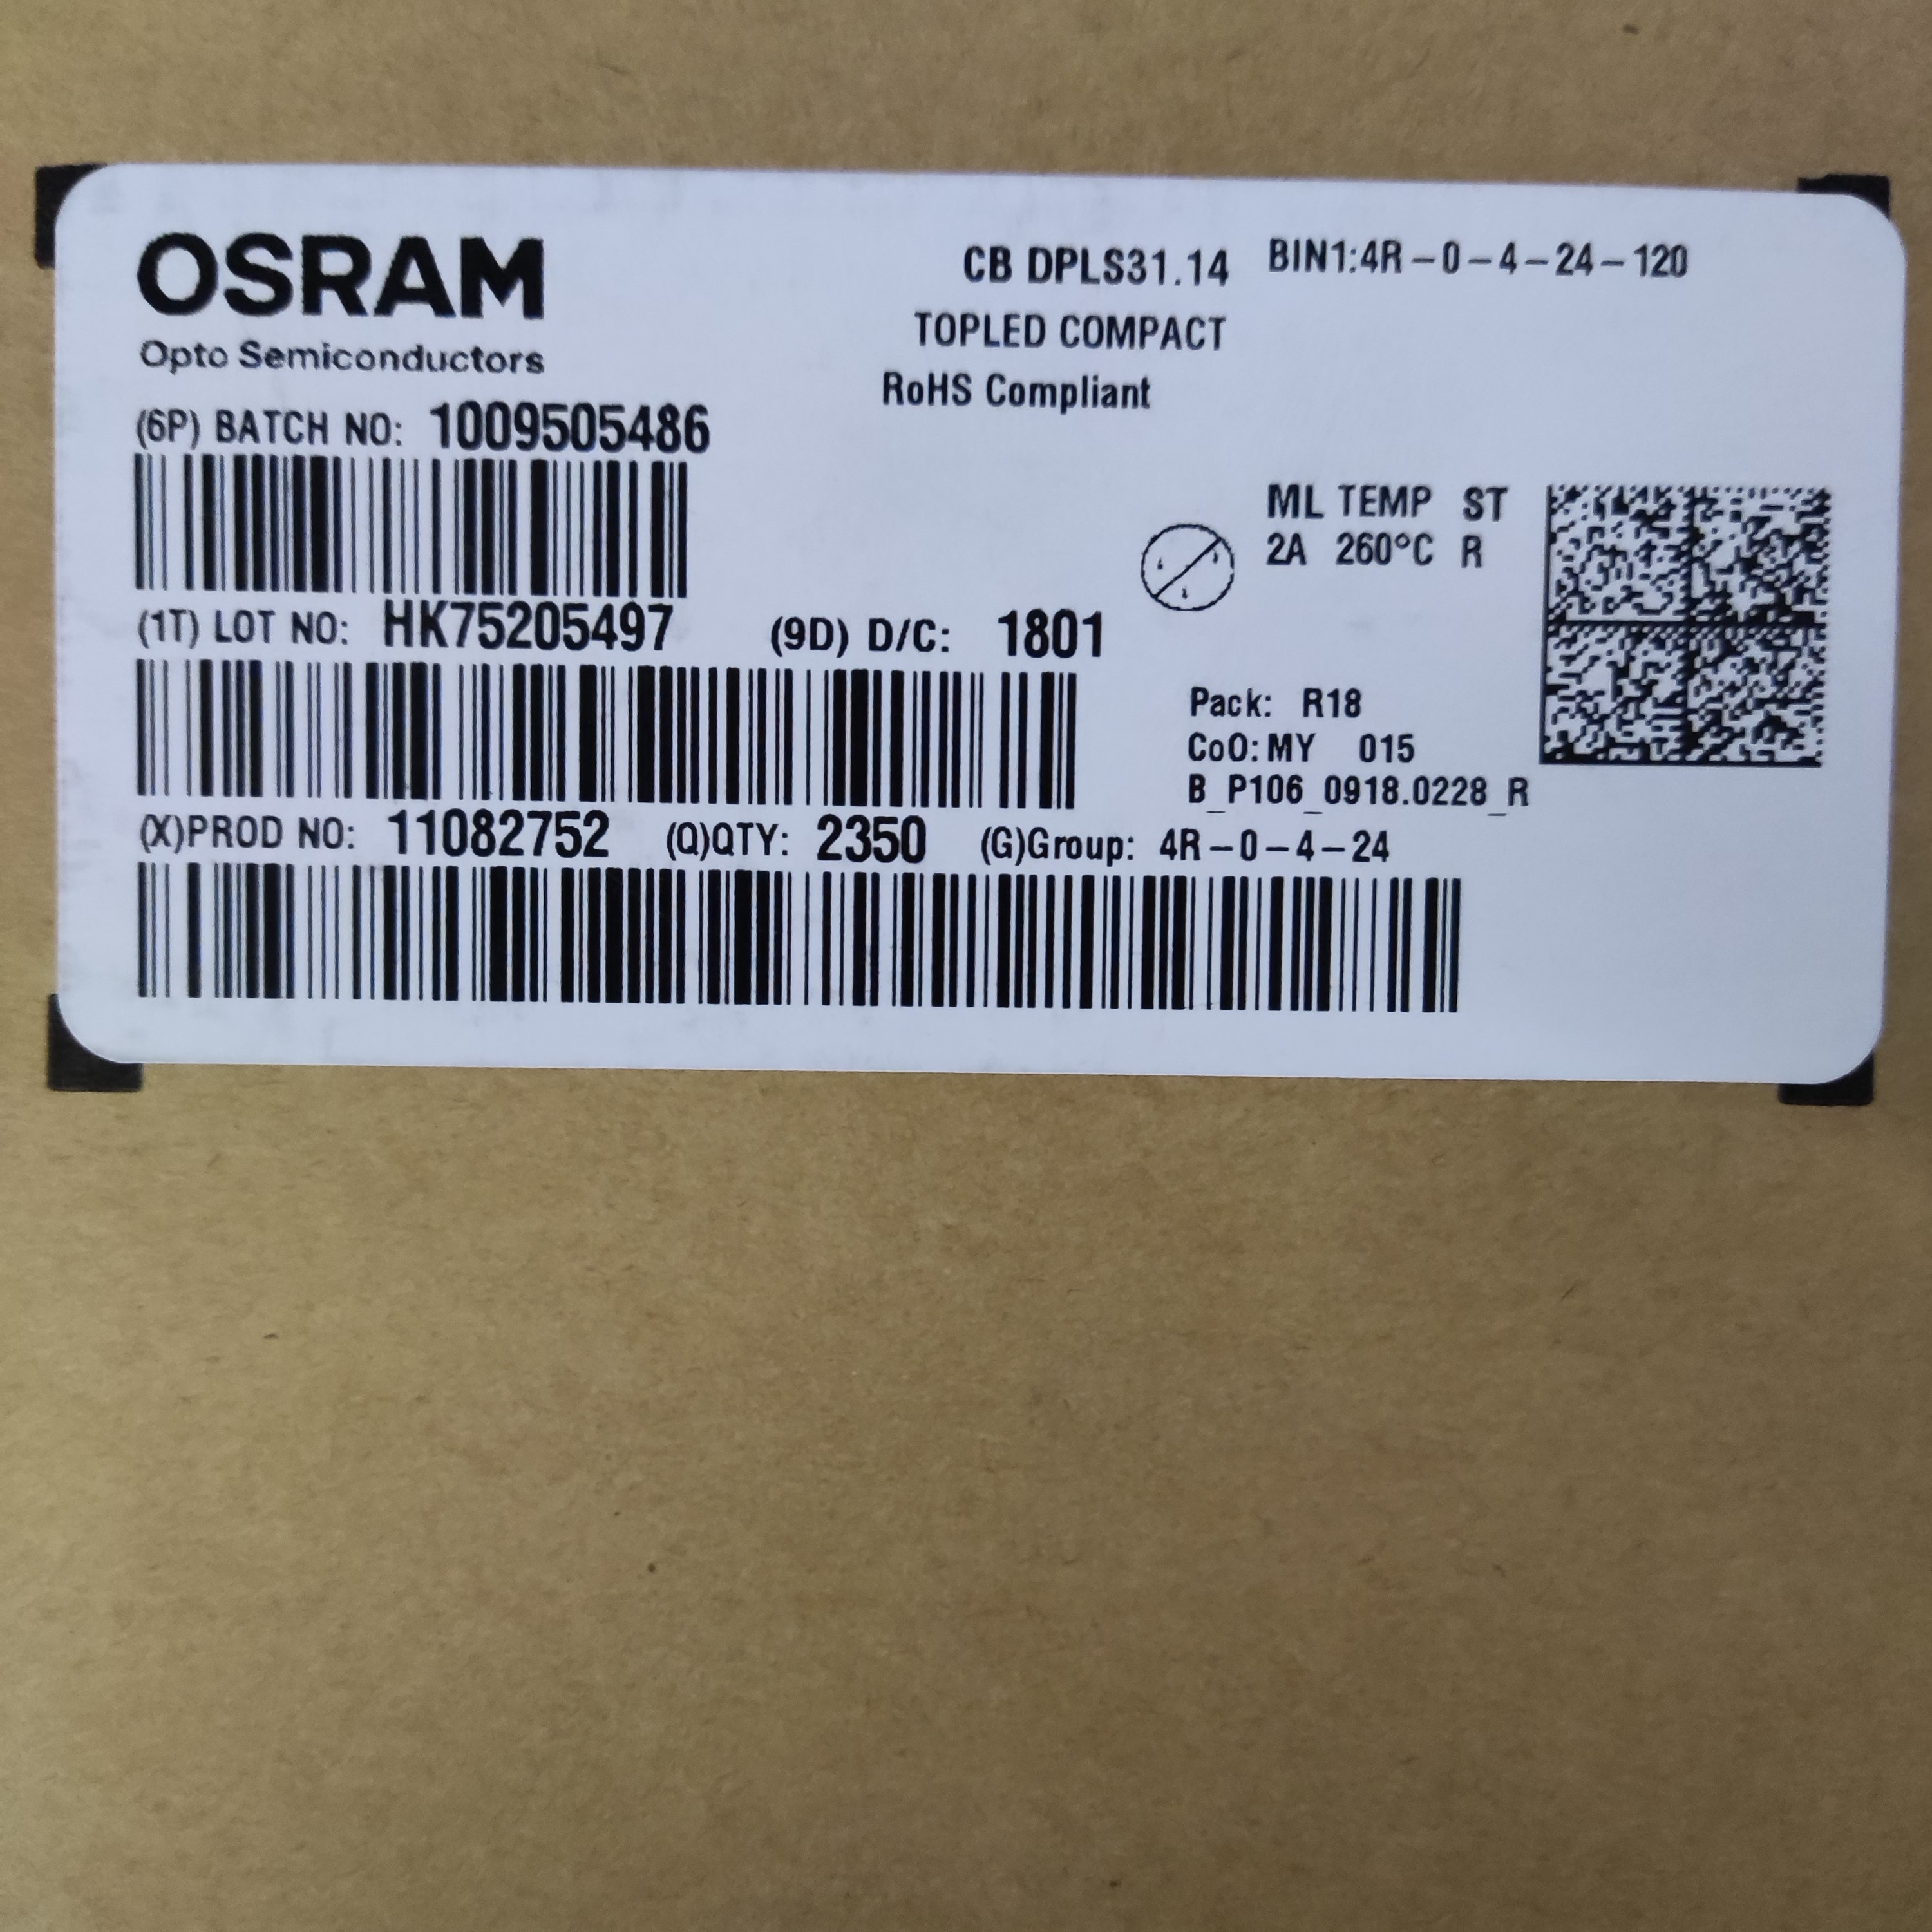 OSRAM
Opto Semiconductors
CB DPLS31.14 BIN1:4R-0-4-24-120
TOPLED COMPACT
RoHS Compliant
(6P) BATCH NO: 1009505486
ML TEMP ST
2A 260°C R
(1T) LOT NO: HK75205497 (9D) D/C: 1801
Pack: R18
CoO: MY 015
B_P106_0918.0228_R
(X)PROD NO: 11082752 (Q)QTY: 2350 (G)Group: 4R-0-4-24